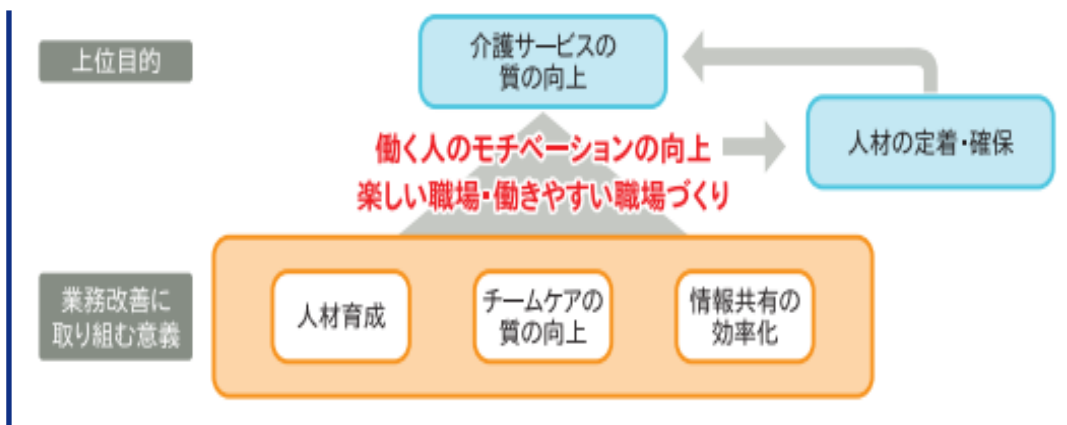 上位目的
介護サービスの
質の向上
働く人のモチベーションの向上
楽しい職場・働きやすい職場づくり
人材の定着・確保
業務改善に
取り組む意義
人材育成
チームケアの
質の向上
情報共有の
効率化